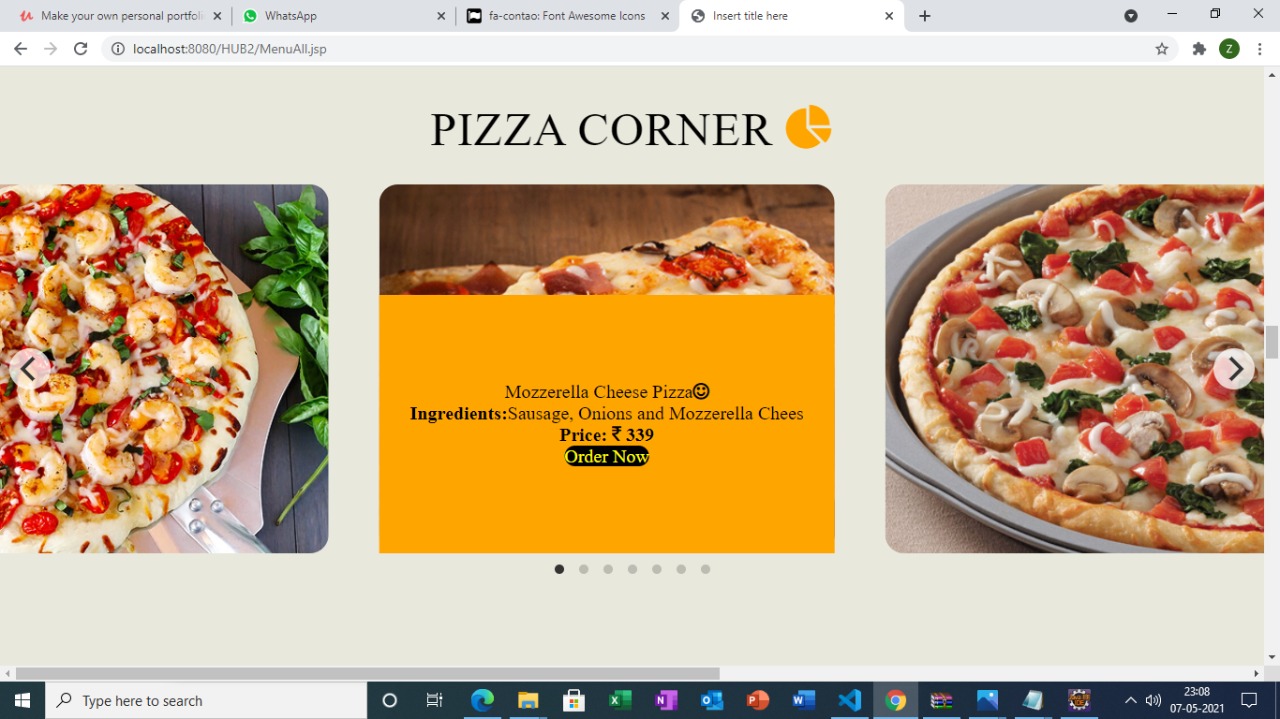 Make your own personal portfoli
WhatsApp
fa-contao: Font Awesome Icons
Insert title here
localhost:8080/HUB2/MenuAll.jsp
Z
PIZZA CORNER
Mozzerella Cheese Pizza
Ingredients:Sausage, Onions and Mozzerella Chees
Price: ₹ 339
Order Now
Type here to search
23:08
07-05-2021